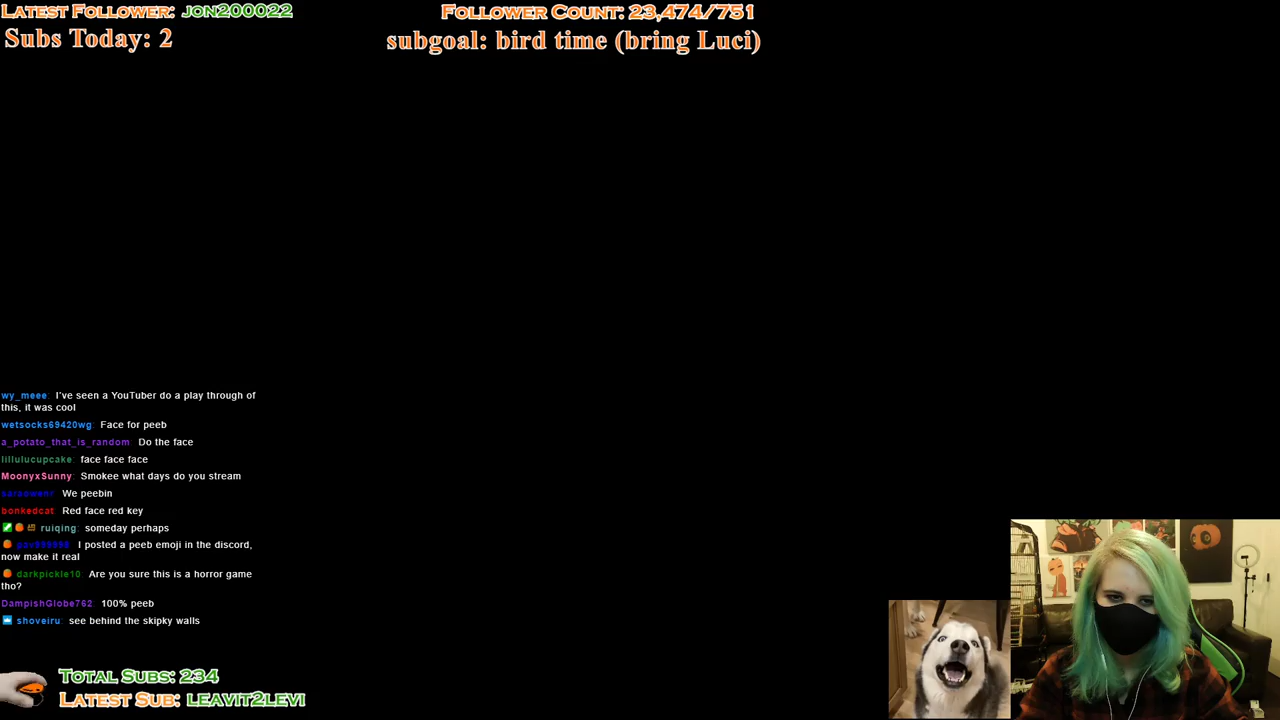 Latest Follower: jon200022
Follower Count: 23,474/751
Subs Today: 2
subgoal: bird time (bring Luci)
wy_meee: I've seen a YouTuber do a play through of
this, it was cool
wetsocks69420wg: Face for peeb
a_potato_that_is_random: Do the face
lillulucupcake: face face face
MoonyxSunny: Smokee what days do you stream
We peebin
bonkedcat: Red face red key
ruiqing: someday perhaps
I posted a peeb emoji in the discord,
now make it real
darkpickle10: Are you sure this is a horror game
tho?
DampishGlobe762: 100% peeb
shoveiru: see behind the skipky walls
Total Subs: 234
Latest Sub: leavit2levi